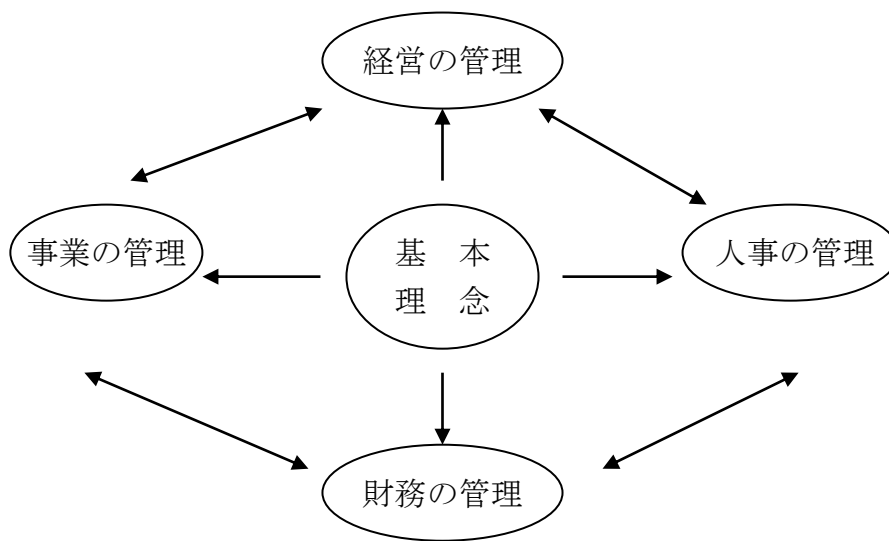 経営の管理
事業の管理
基　本
理　念
人事の管理
財務の管理